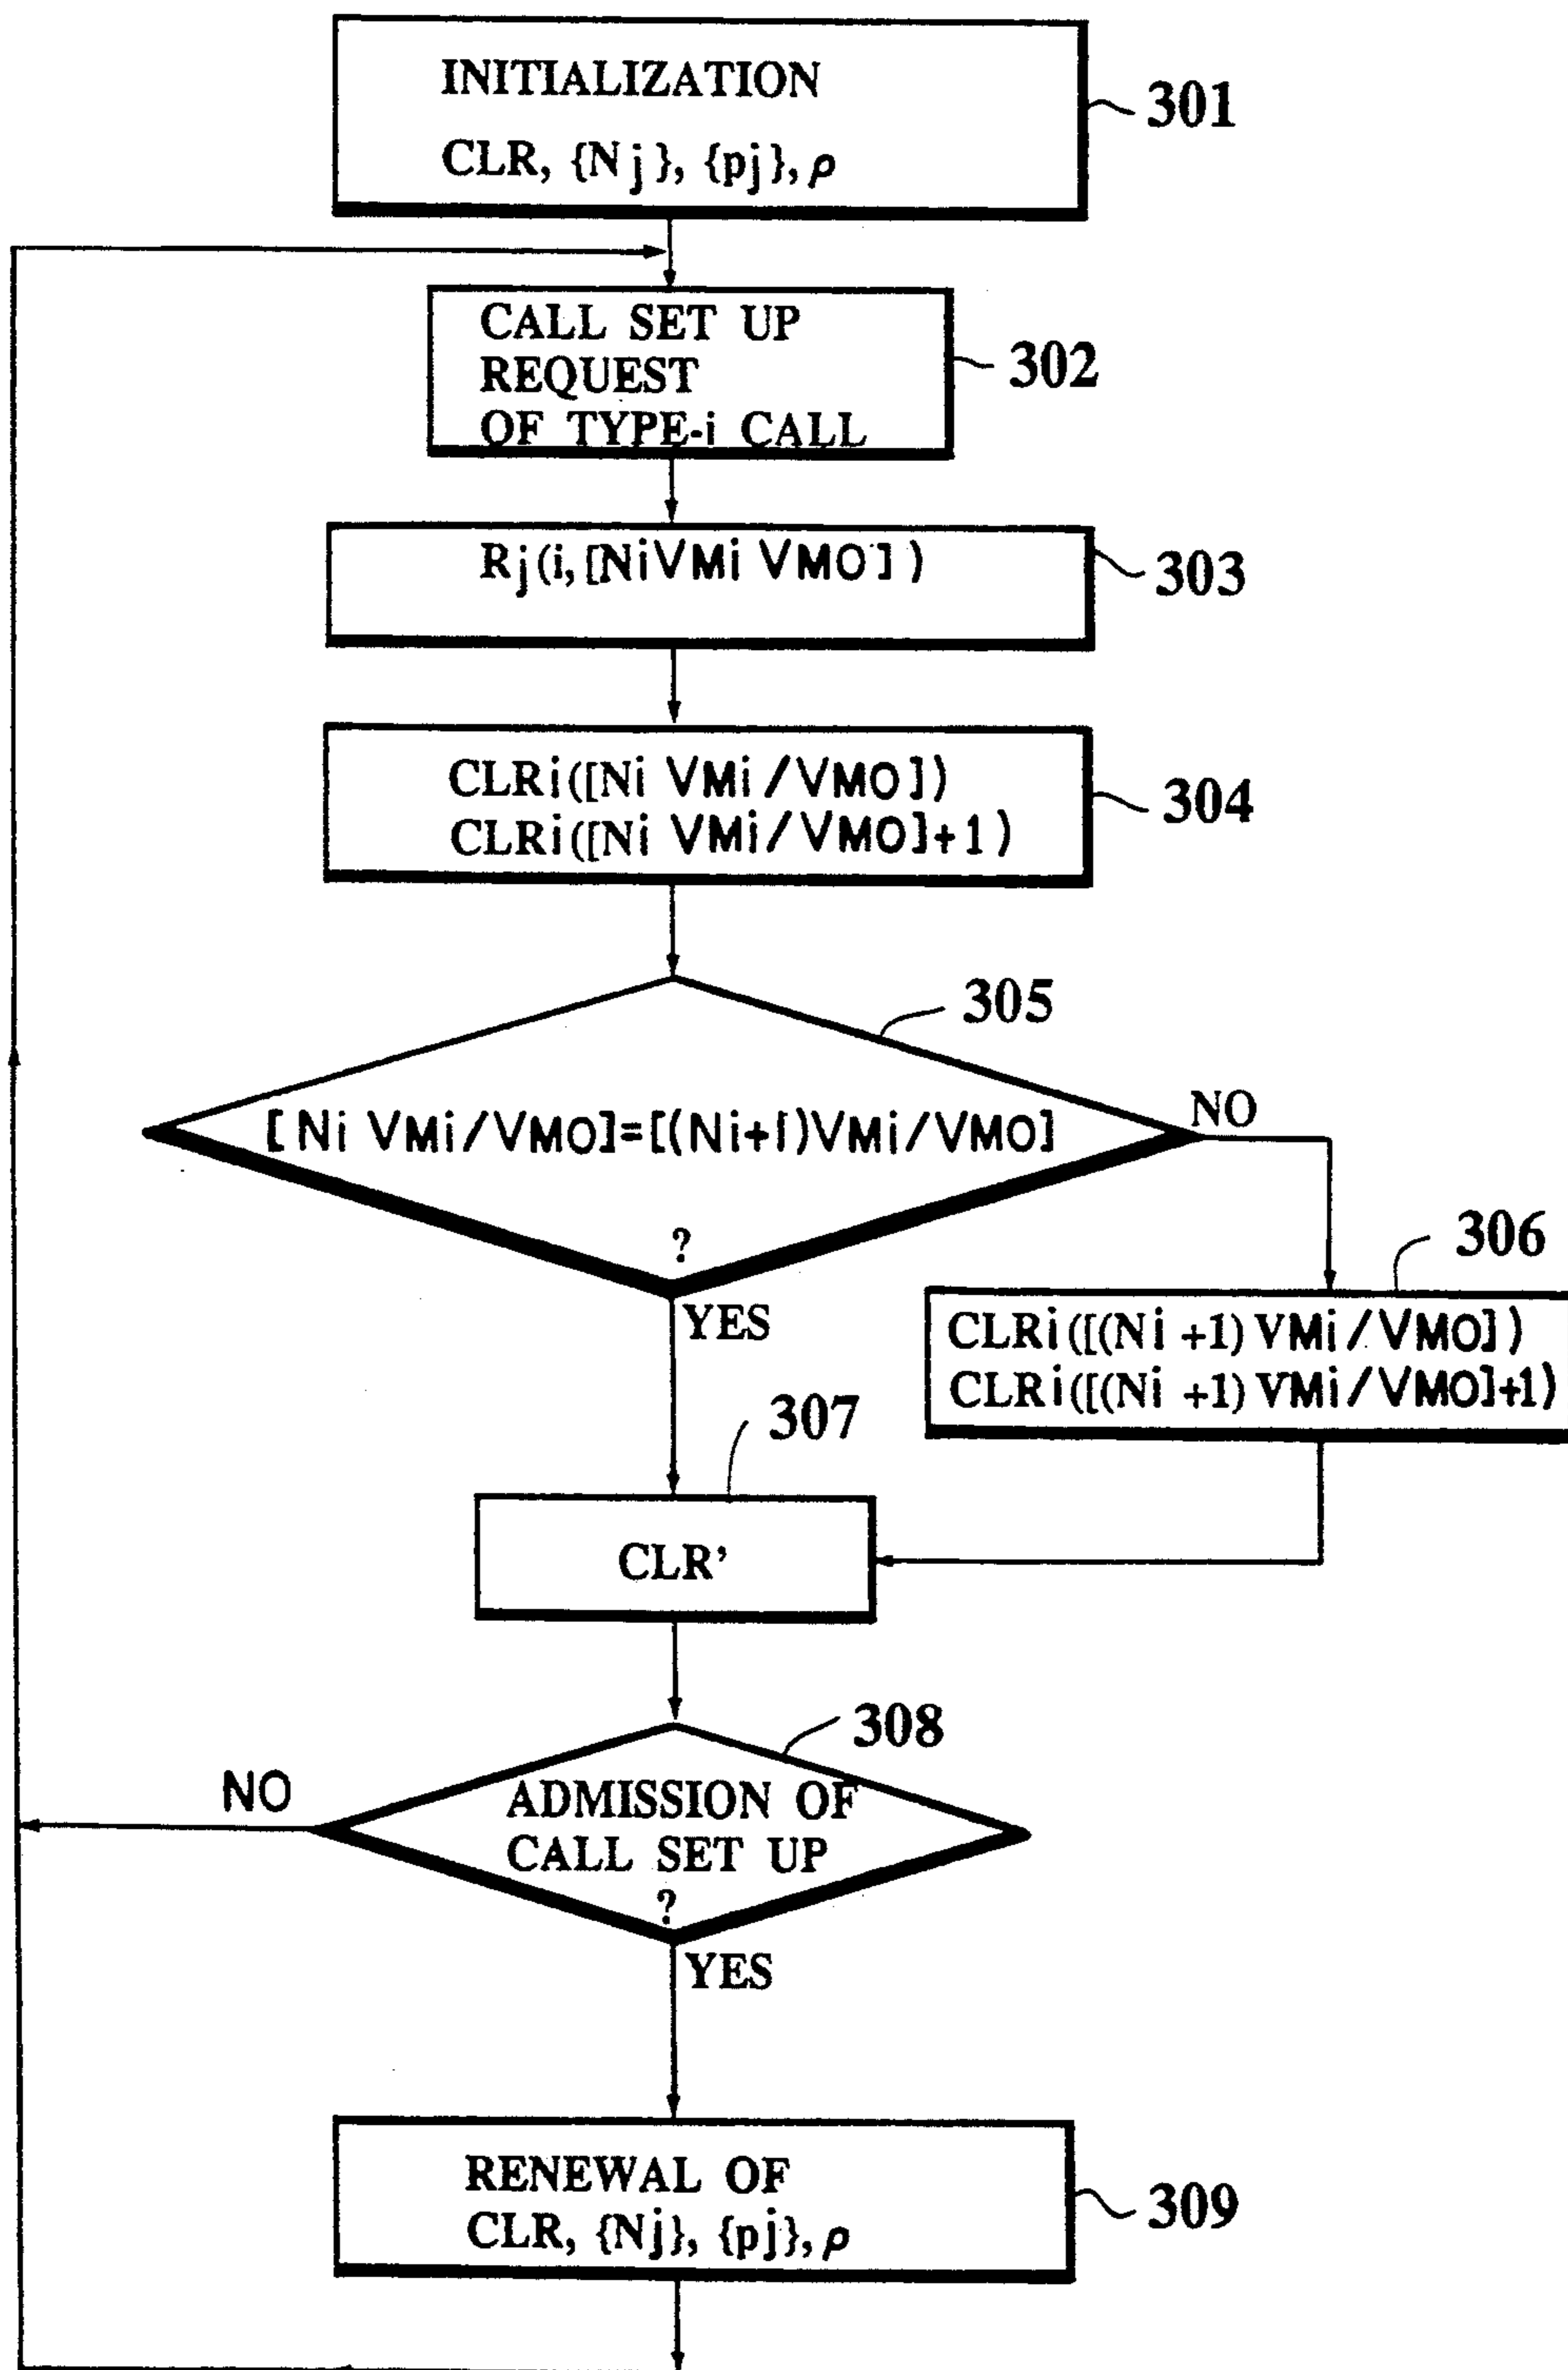 INITIALIZATION
CLR, {Nj}, {pj}, ρ
301
CALL SET UP
REQUEST
OF TYPE-i CALL
302
Rj(i, [NiVMi VMO])
303
CLRi([Ni VMi/VMO])
CLRi([Ni VMi/VMO]+1)
304
305
[Ni VMi/VMO]=[(Ni+1)VMi/VMO]
?
NO
YES
306
CLRi([(Ni +1) VMi/VMO])
CLRi([(Ni +1) VMi/VMO]+1)
307
CLR'
308
NO
ADMISSION OF
CALL SET UP
?
YES
RENEWAL OF
CLR, {Nj}, {pj}, ρ
309